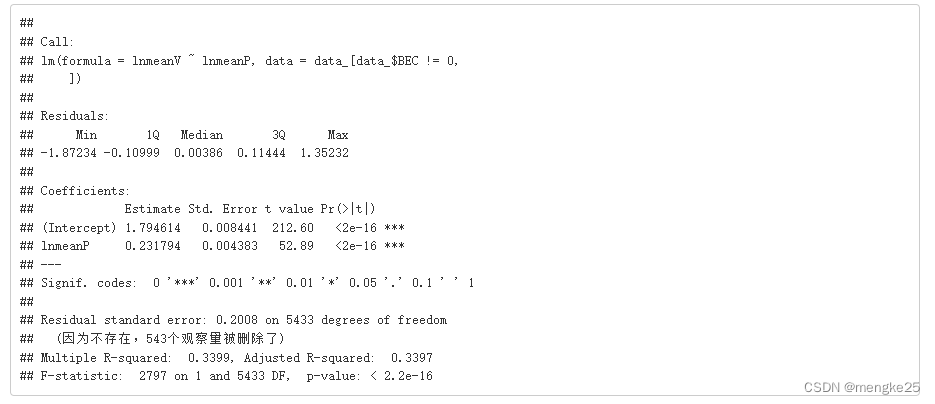 ##
## Call:
## lm(formula = lnmeanV ~ lnmeanP, data = data_[data_$BEC != 0,
##     ])
##
## Residuals:
##      Min       1Q   Median       3Q      Max
## -1.87234 -0.10999  0.00386  0.11444  1.35232
##
## Coefficients:
##             Estimate Std. Error t value Pr(>|t|)
## (Intercept) 1.794614   0.008441  212.60   <2e-16 ***
## lnmeanP     0.231794   0.004383   52.89   <2e-16 ***
## ---
## Signif. codes:  0 '***' 0.001 '**' 0.01 '*' 0.05 '.' 0.1 ' ' 1
##
## Residual standard error: 0.2008 on 5433 degrees of freedom
##   (因为不存在，543个观察量被删除了)
## Multiple R-squared:  0.3399, Adjusted R-squared:  0.3397
## F-statistic:  2797 on 1 and 5433 DF,  p-value: < 2.2e-16
CSDN @mengke25